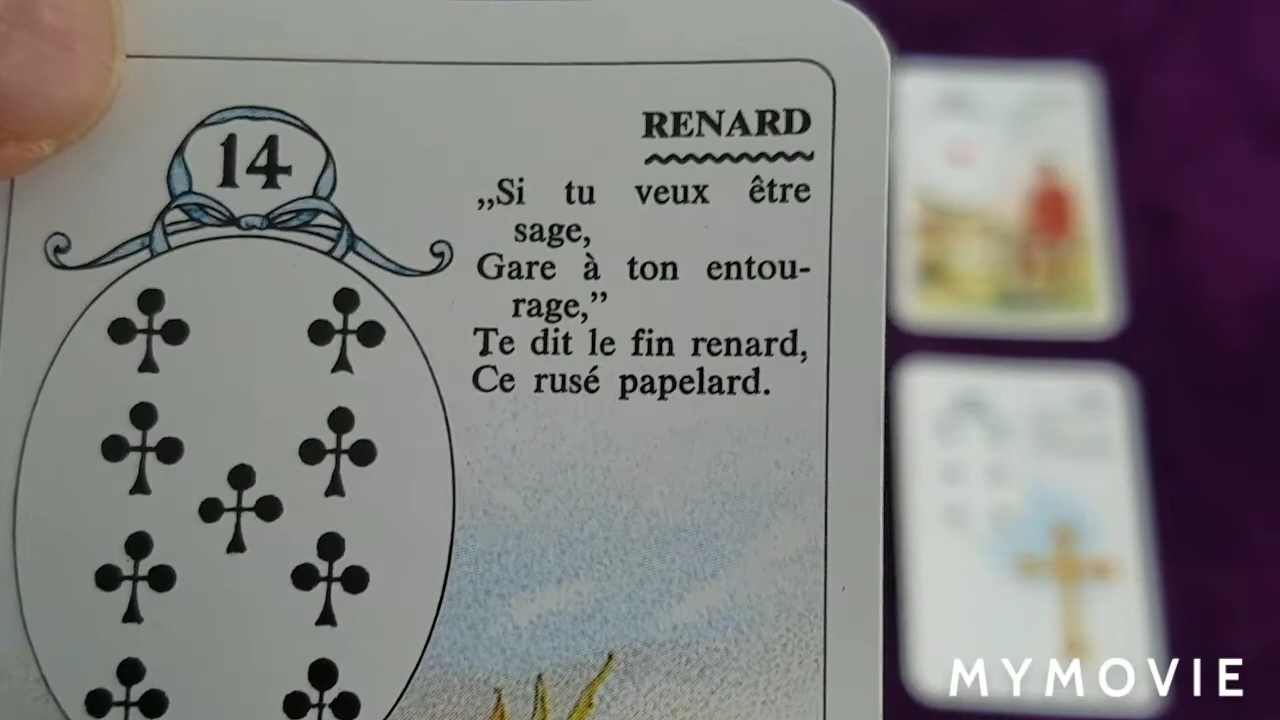 14
RENARD
„Si tu veux être
sage,
Gare à ton entou-
rage,”
Te dit le fin renard,
Ce rusé papelard.
MYMOVIE